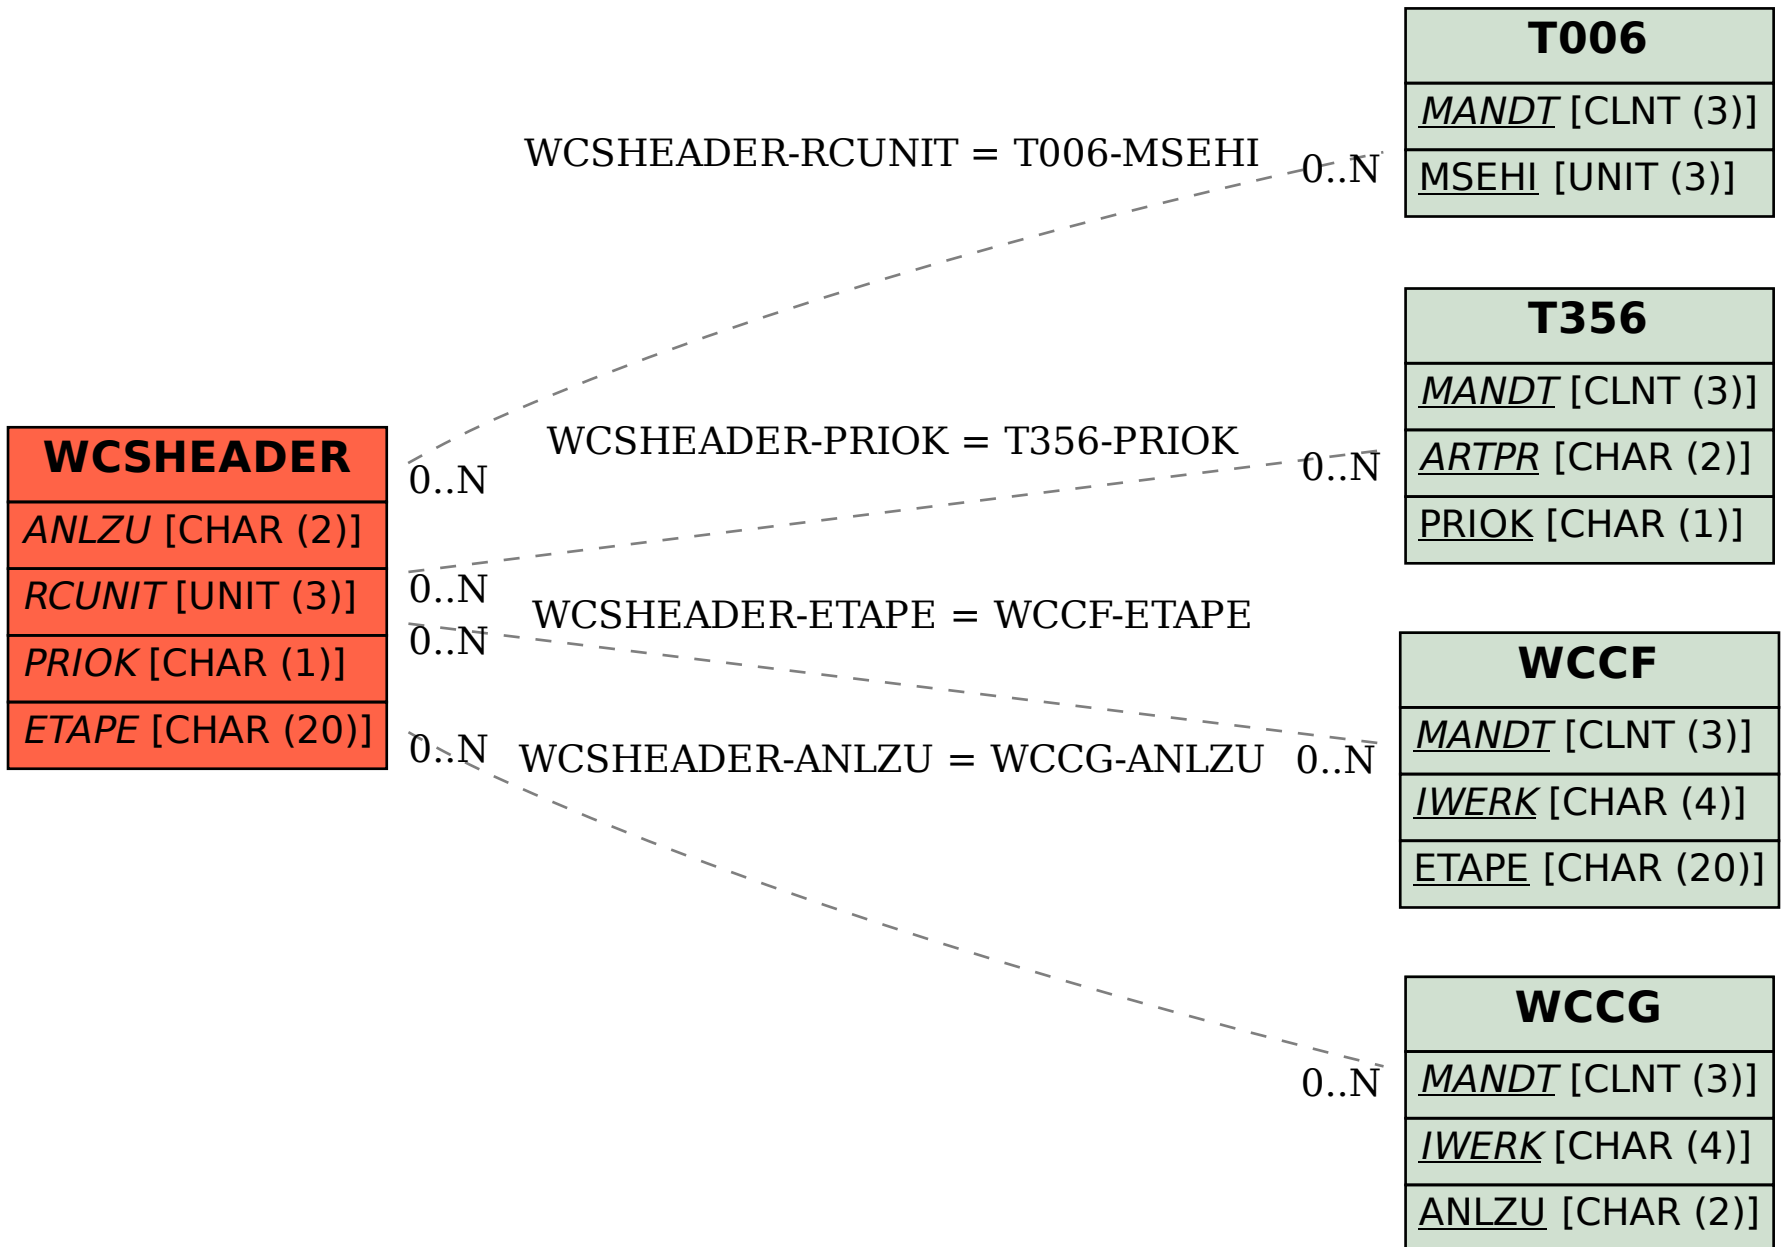 WCSHEADER
ANLZU [CHAR (2)]
RCUNIT [UNIT (3)]
PRIOK [CHAR (1)]
ETAPE [CHAR (20)]
WCSHEADER-RCUNIT = T006-MSEHI
0..N
0..N
WCSHEADER-PRIOK = T356-PRIOK
0..N
0..N
WCSHEADER-ETAPE = WCCF-ETAPE
0..N
0..N
WCSHEADER-ANLZU = WCCG-ANLZU
0..N
0..N
T006
MANDT [CLNT (3)]
MSEHI [UNIT (3)]
T356
MANDT [CLNT (3)]
ARTPR [CHAR (2)]
PRIOK [CHAR (1)]
WCCF
MANDT [CLNT (3)]
IWERK [CHAR (4)]
ETAPE [CHAR (20)]
WCCG
MANDT [CLNT (3)]
IWERK [CHAR (4)]
ANLZU [CHAR (2)]